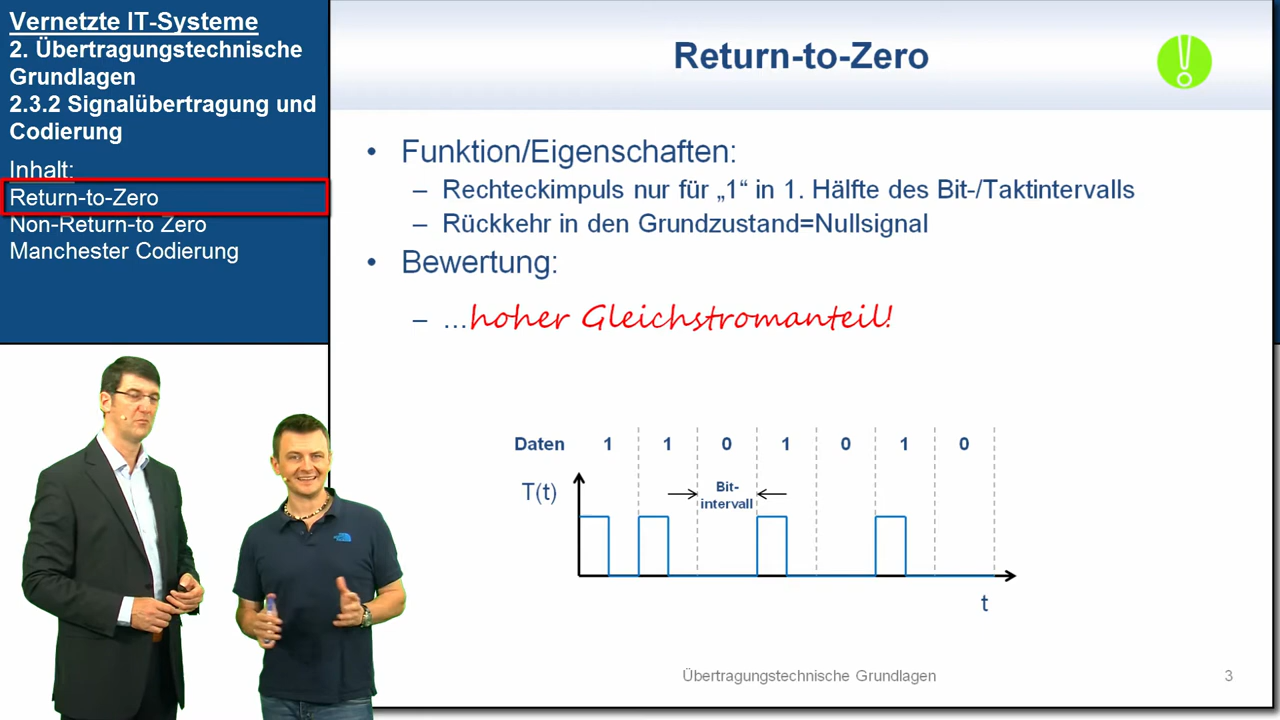 Vernetzte IT-Systeme
2. Übertragungstechnische
Grundlagen
2.3.2 Signalübertragung und
Codierung
Inhalt:
Return-to-Zero
Non-Return-to Zero
Manchester Codierung
Return-to-Zero
• Funktion/Eigenschaften:
– Rechteckimpuls nur für „1“ in 1. Hälfte des Bit-/Taktintervalls
– Rückkehr in den Grundzustand=Nullsignal
• Bewertung:
– ...hoher Gleichstromanteil!
Daten 1 1 0 1 0 1 0
T(t)
Bit-
intervall
t
Übertragungstechnische Grundlagen 3